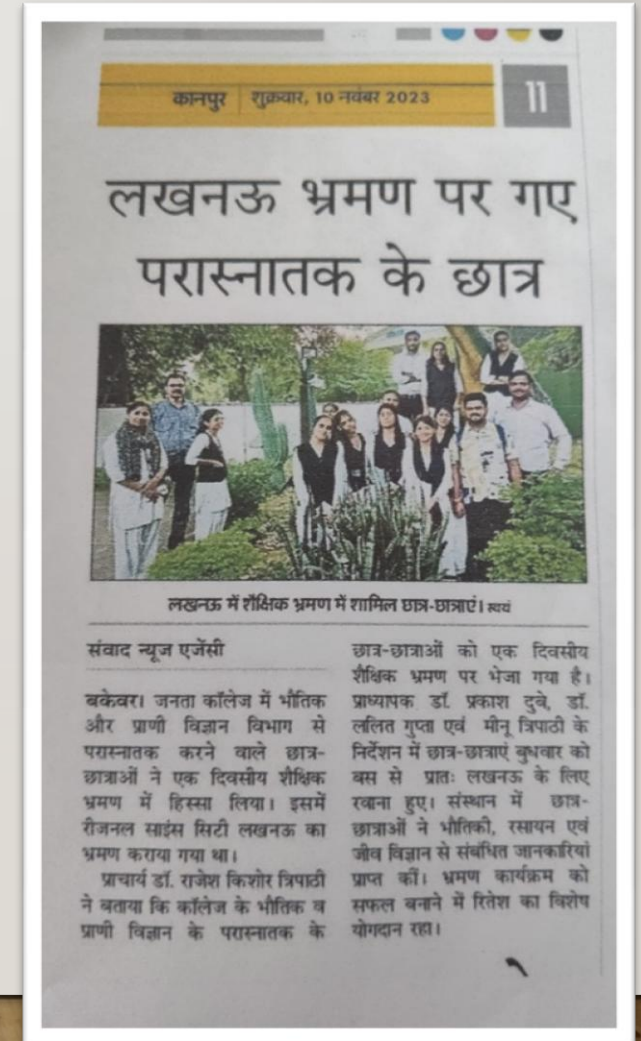 कानपुर | शुक्रवार, 10 नवंबर 2023
11
लखनऊ भ्रमण पर गए
परास्नातक के छात्र
लखनऊ में शैक्षिक भ्रमण में शामिल छात्र-छात्राएं। स्वयं
संवाद न्यूज एजेंसी
बकेवर। जनता कॉलेज में भौतिक
और प्राणी विज्ञान विभाग से
परास्नातक करने वाले छात्र-
छात्राओं ने एक दिवसीय शैक्षिक
भ्रमण में हिस्सा लिया। इसमें
रीजनल साइंस सिटी लखनऊ का
भ्रमण कराया गया था।
प्राचार्य डॉ. राजेश किशोर त्रिपाठी
ने बताया कि कॉलेज के भौतिक व
प्राणी विज्ञान के परास्नातक के
छात्र-छात्राओं को एक दिवसीय
शैक्षिक भ्रमण पर भेजा गया है।
प्राध्यापक डॉ. प्रकाश दुबे, डॉ.
ललित गुप्ता एवं मीनू त्रिपाठी के
निर्देशन में छात्र-छात्राएं बुधवार को
बस से प्रातः लखनऊ के लिए
रवाना हुए। संस्थान में छात्र-
छात्राओं ने भौतिकी, रसायन एवं
जीव विज्ञान से संबंधित जानकारियां
प्राप्त कीं। भ्रमण कार्यक्रम को
सफल बनाने में रितेश का विशेष
योगदान रहा।